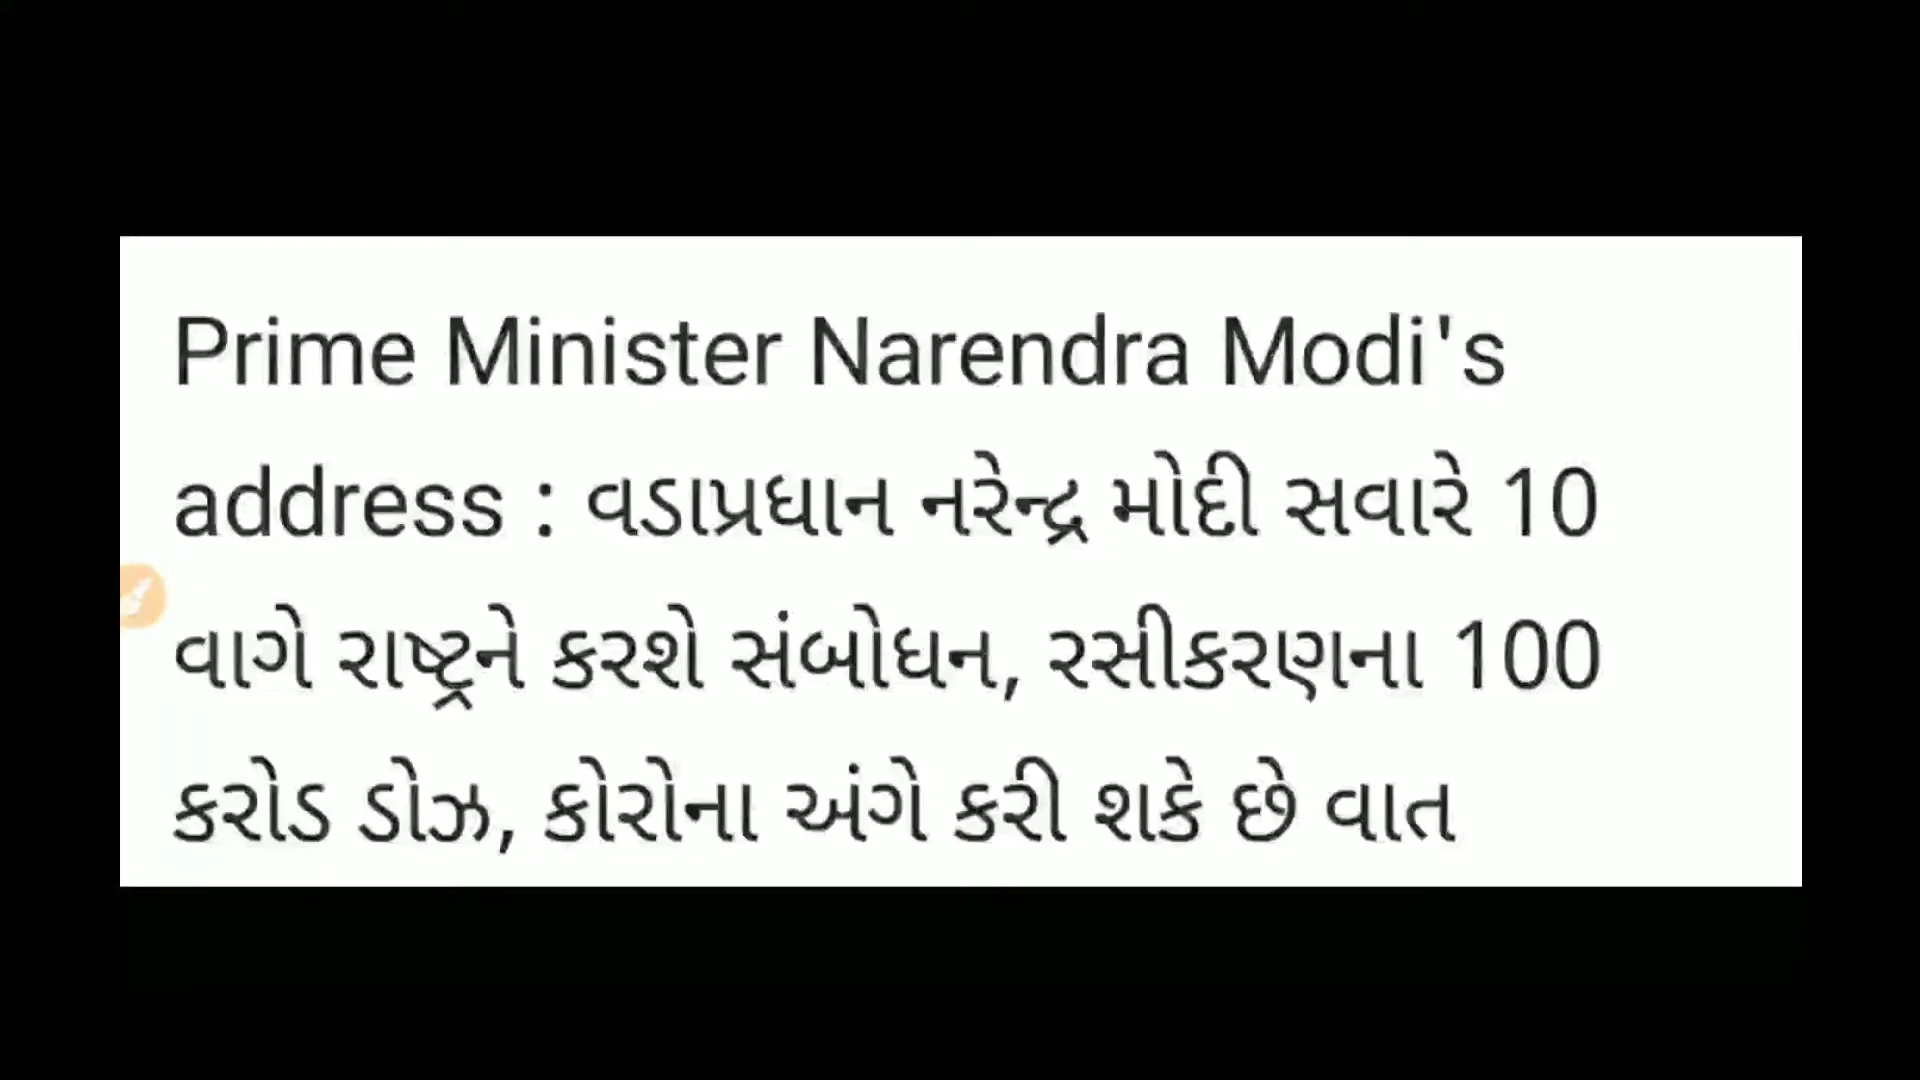 Prime Minister Narendra Modi's
address : વડાપ્રધાન નરેન્દ્ર મોદી સવારે 10
વાગે રાષ્ટ્રને કરશે સંબોધન, રસીકરણના 100
કરોડ ડોઝ, કોરોના અંગે કરી શકે છે વાત